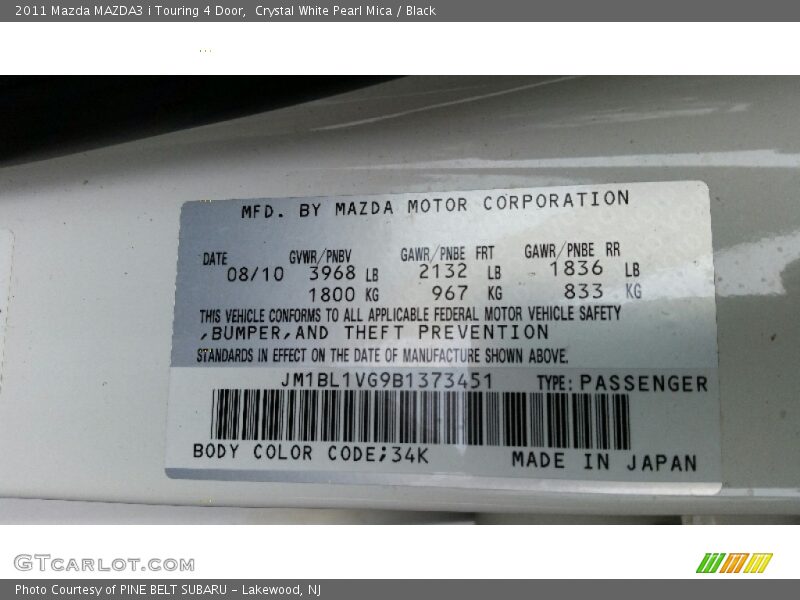 2011 Mazda MAZDA3 i Touring 4 Door,  Crystal White Pearl Mica / Black
MFD. BY MAZDA MOTOR CORPORATION
DATE GVWR/PNBV GAWR/PNBE FRT GAWR/PNBE RR
08/10 3968 LB 2132 LB 1836 LB
1800 KG 967 KG 833 KG
THIS VEHICLE CONFORMS TO ALL APPLICABLE FEDERAL MOTOR VEHICLE SAFETY
,BUMPER,AND THEFT PREVENTION
STANDARDS IN EFFECT ON THE DATE OF MANUFACTURE SHOWN ABOVE.
JM1BL1VG9B1373451 TYPE: PASSENGER
BODY COLOR CODE;34K MADE IN JAPAN
GTcarlot.com
Photo Courtesy of PINE BELT SUBARU - Lakewood, NJ